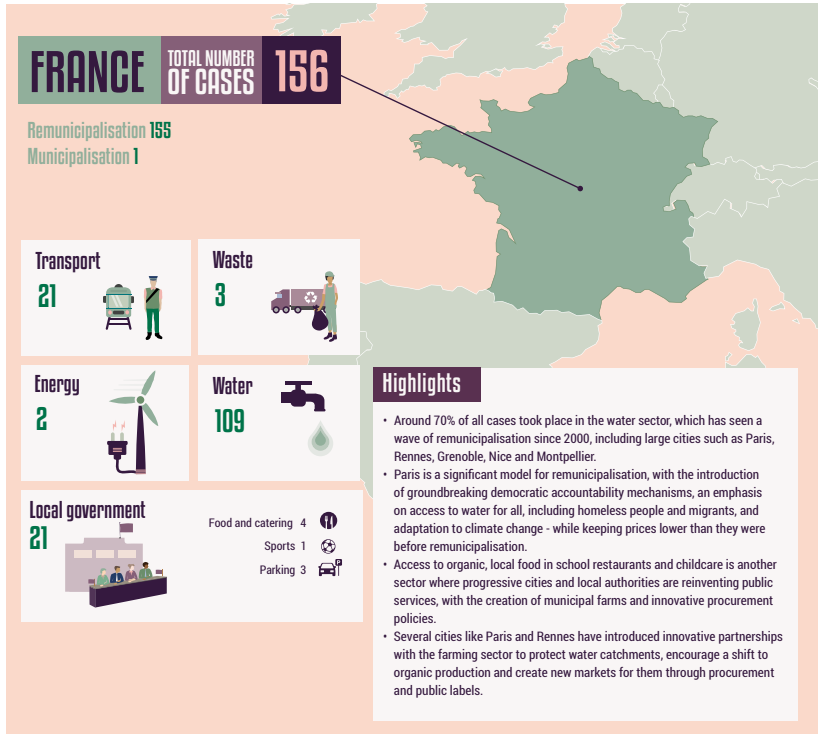 FRANCE
TOTAL NUMBER
OF CASES
156
Remunicipalisation 155
Municipalisation 1
Transport
21
Waste
3
Energy
2
Water
109
Local government
21
Food and catering 4
Sports 1
Parking 3
P
Highlights
• Around 70% of all cases took place in the water sector, which has seen a
wave of remunicipalisation since 2000, including large cities such as Paris,
Rennes, Grenoble, Nice and Montpellier.
• Paris is a significant model for remunicipalisation, with the introduction
of groundbreaking democratic accountability mechanisms, an emphasis
on access to water for all, including homeless people and migrants, and
adaptation to climate change - while keeping prices lower than they were
before remunicipalisation.
• Access to organic, local food in school restaurants and childcare is another
sector where progressive cities and local authorities are reinventing public
services, with the creation of municipal farms and innovative procurement
policies.
• Several cities like Paris and Rennes have introduced innovative partnerships
with the farming sector to protect water catchments, encourage a shift to
organic production and create new markets for them through procurement
and public labels.